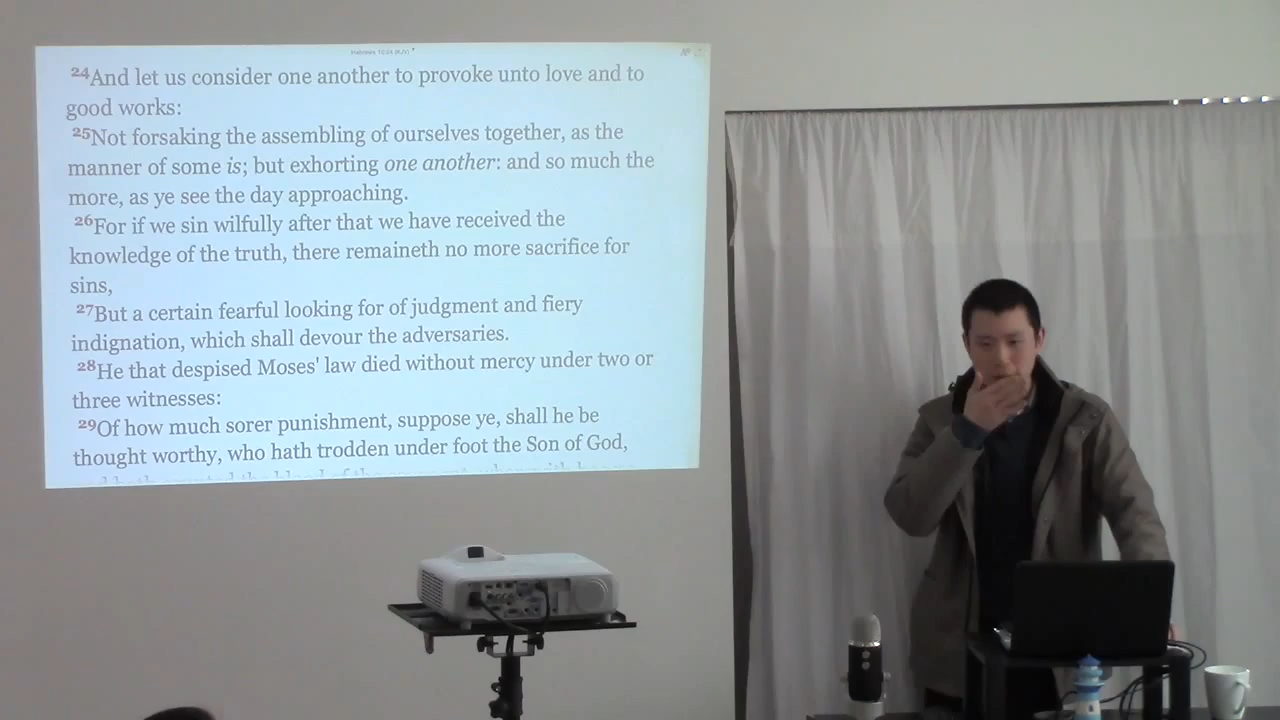 Hebrews 10:24 (KJV)
24And let us consider one another to provoke unto love and to
good works:
25Not forsaking the assembling of ourselves together, as the
manner of some is; but exhorting one another: and so much the
more, as ye see the day approaching.
26For if we sin wilfully after that we have received the
knowledge of the truth, there remaineth no more sacrifice for
sins,
27But a certain fearful looking for of judgment and fiery
indignation, which shall devour the adversaries.
28He that despised Moses' law died without mercy under two or
three witnesses:
29Of how much sorer punishment, suppose ye, shall he be
thought worthy, who hath trodden under foot the Son of God,